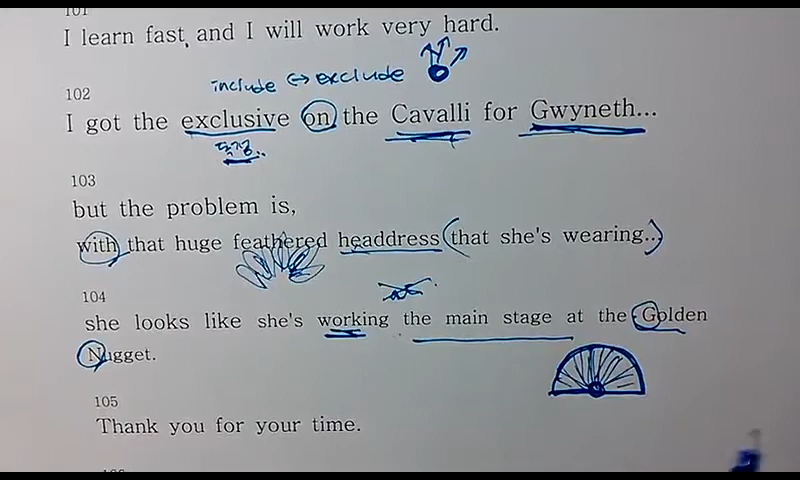 I learn fast, and I will work very hard.
include ↔ exclude
102
I got the exclusive on the Cavalli for Gwyneth...
독점..
103
but the problem is,
with that huge feathered headdress (that she's wearing..)
104
she looks like she's working the main stage at the Golden
Nugget.
105
Thank you for your time.